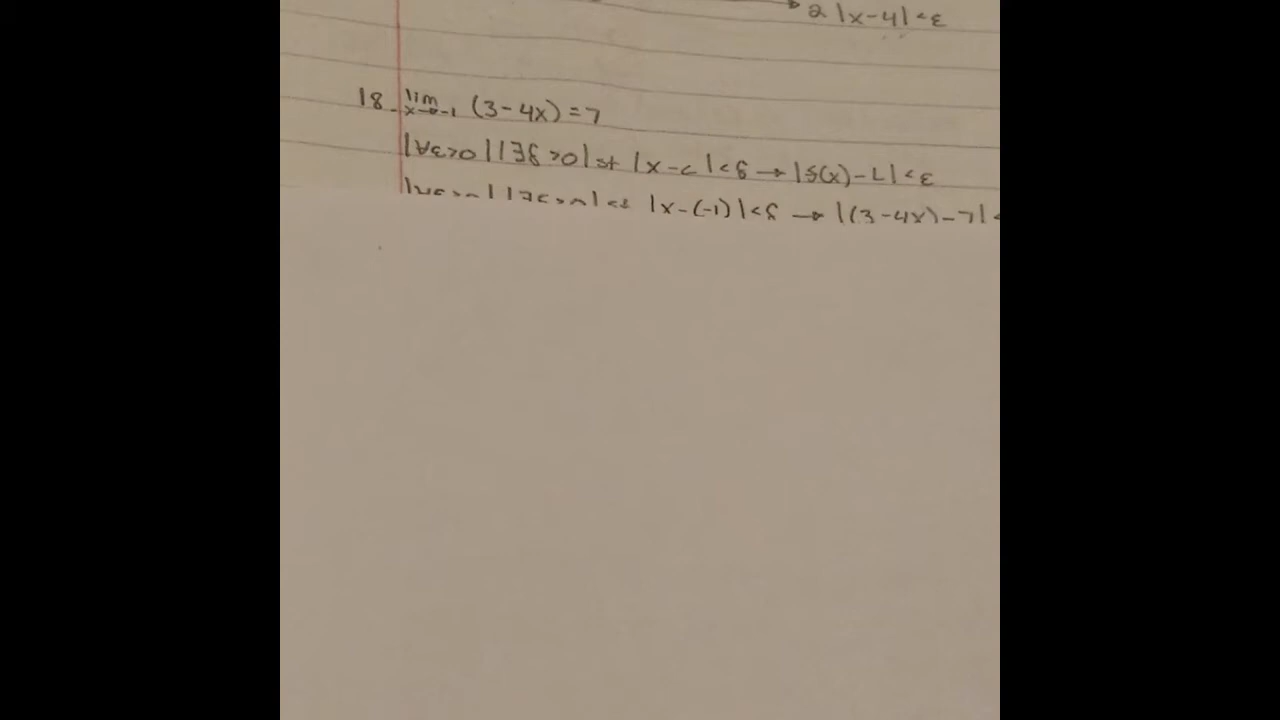 2|x-4|<ε
18. lim x→-1 (3-4x)=7
|∀ε>0||∃δ>0|st |x-c|<δ→|f(x)-L|<ε
|x-(-1)|<δ → |(3-4x)-7|<